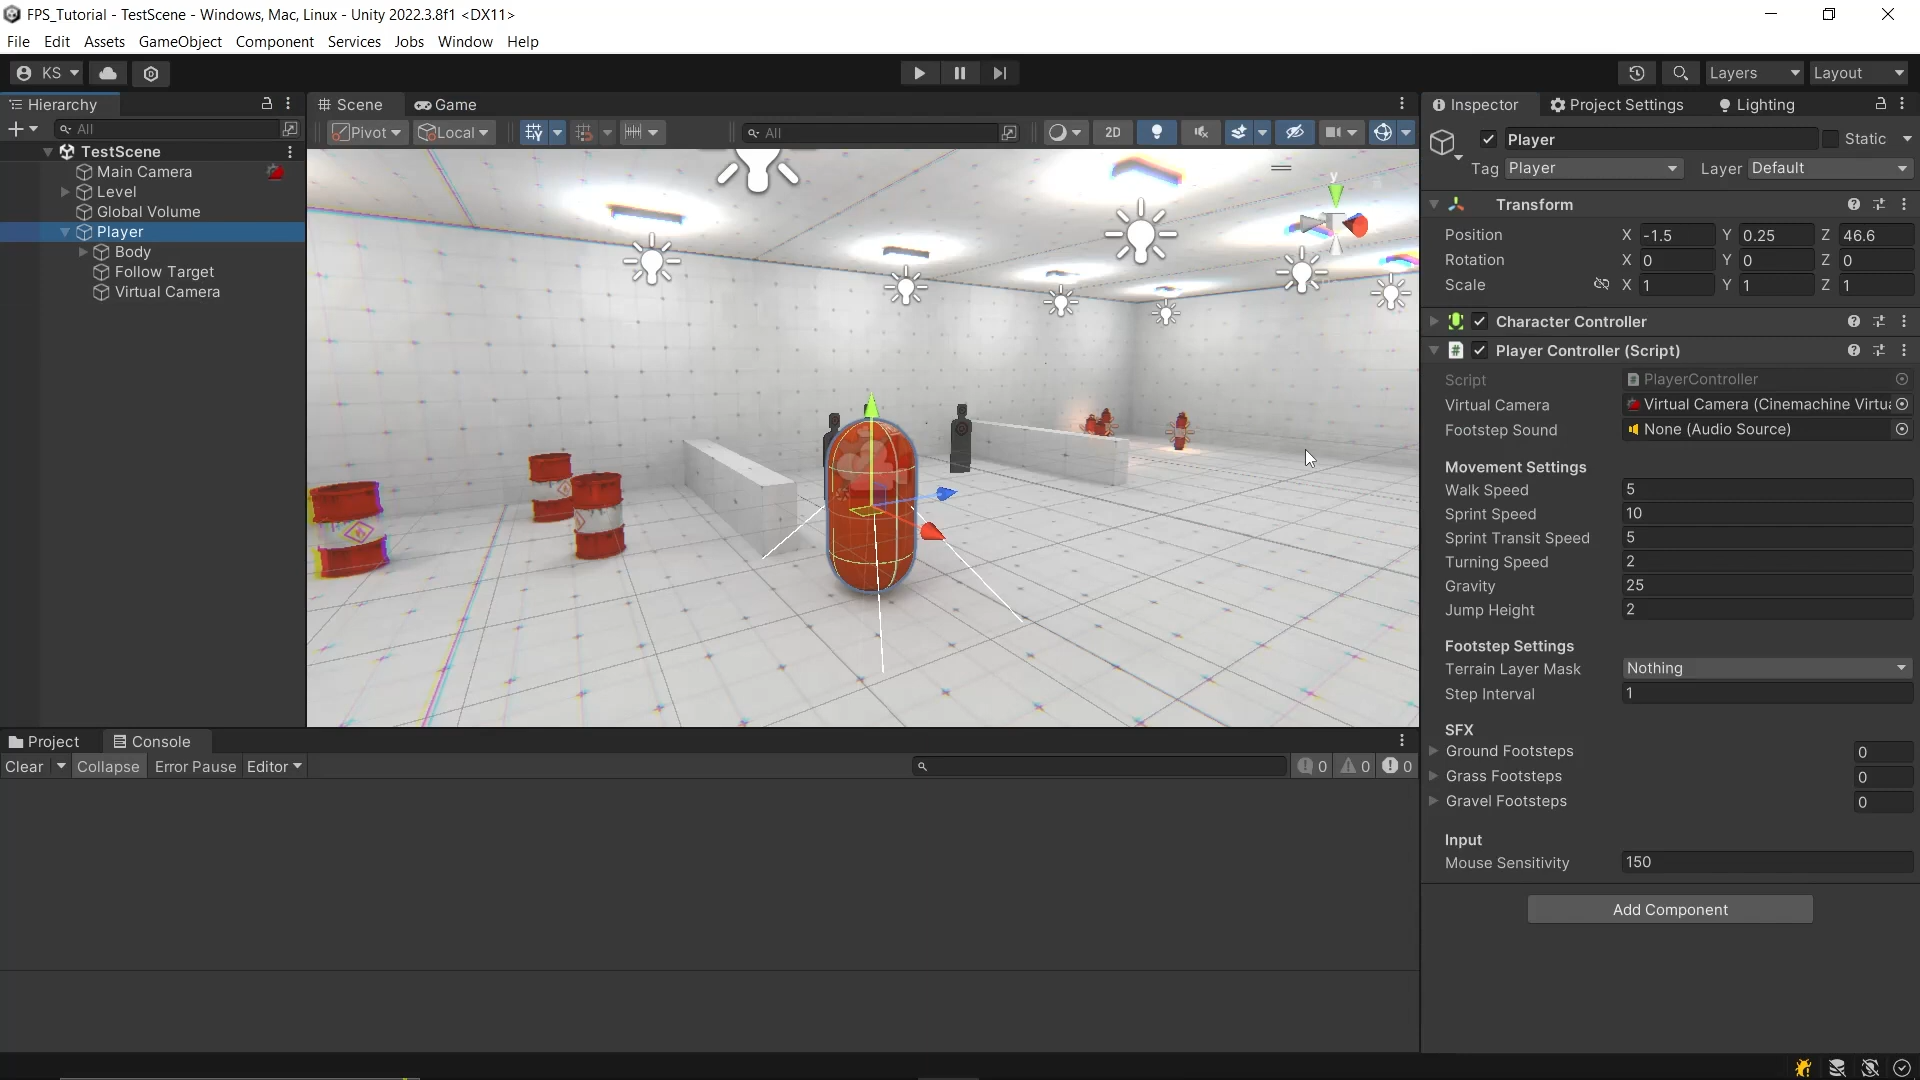 FPS_Tutorial - TestScene - Windows, Mac, Linux - Unity 2022.3.8f1 <DX11>
File Edit Assets GameObject Component Services Jobs Window Help
KS Layers Layout
Hierarchy
All
TestScene
Main Camera
Level
Global Volume
Player
Body
Follow Target
Virtual Camera
Scene Game
Pivot Local All 2D
y
Inspector Project Settings Lighting
Player Static
Tag Player Layer Default
Transform
Position X -1.5 Y 0.25 Z 46.6
Rotation X 0 Y 0 Z 0
Scale X 1 Y 1 Z 1
Character Controller
# Player Controller (Script)
Script # PlayerController
Virtual Camera Virtual Camera (Cinemachine Virtua
Footstep Sound None (Audio Source)
Movement Settings
Walk Speed 5
Sprint Speed 10
Sprint Transit Speed 5
Turning Speed 2
Gravity 25
Jump Height 2
Footstep Settings
Terrain Layer Mask Nothing
Step Interval 1
SFX
Ground Footsteps 0
Grass Footsteps 0
Gravel Footsteps 0
Input
Mouse Sensitivity 150
Add Component
Project Console
Clear Collapse Error Pause Editor 0 0 0